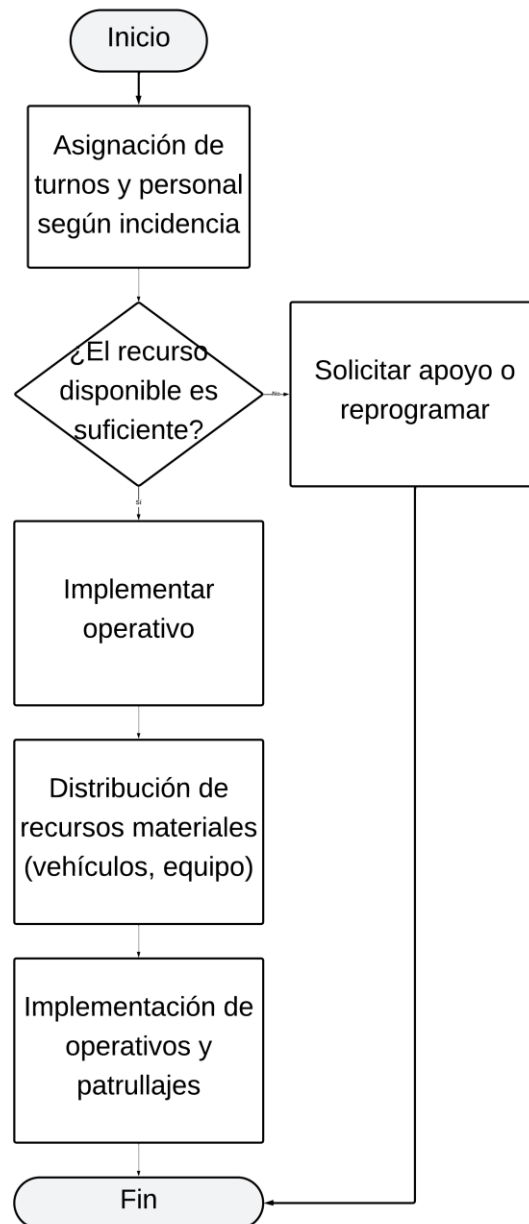 Inicio
Asignación de
turnos y personal
según incidencia
¿El recurso
disponible es
suficiente?
Solicitar apoyo o
reprogramar
sí
Implementar
operativo
Distribución de
recursos materiales
(vehículos, equipo)
Implementación de
operativos y
patrullajes
Fin